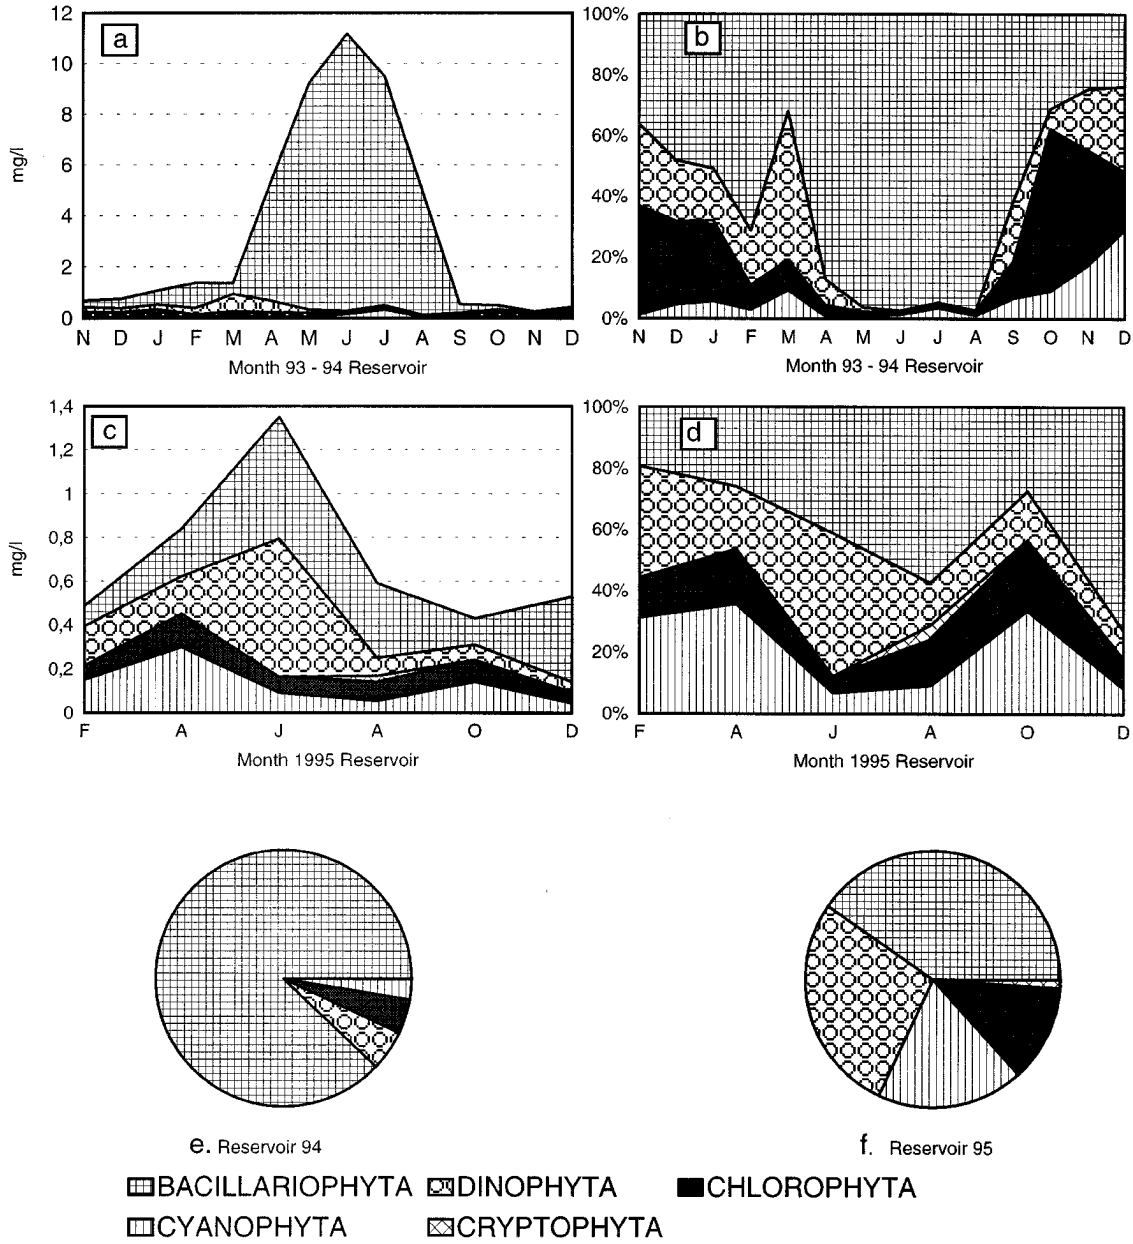 a
12
10
8
6
4
2
0
mg/l
N D J F M A M J J A S O N D
Month 93 - 94 Reservoir
b
100%
80%
60%
40%
20%
0%
N D J F M A M J J A S O N D
Month 93 - 94 Reservoir
c
1,4
1,2
1
0,8
0,6
0,4
0,2
0
mg/l
F A J A O D
Month 1995 Reservoir
d
100%
80%
60%
40%
20%
0%
F A J A O D
Month 1995 Reservoir
e. Reservoir 94
f. Reservoir 95
BACILLARIOPHYTA DINOPHYTA CHLOROPHYTA
CYANOPHYTA CRYPTOPHYTA